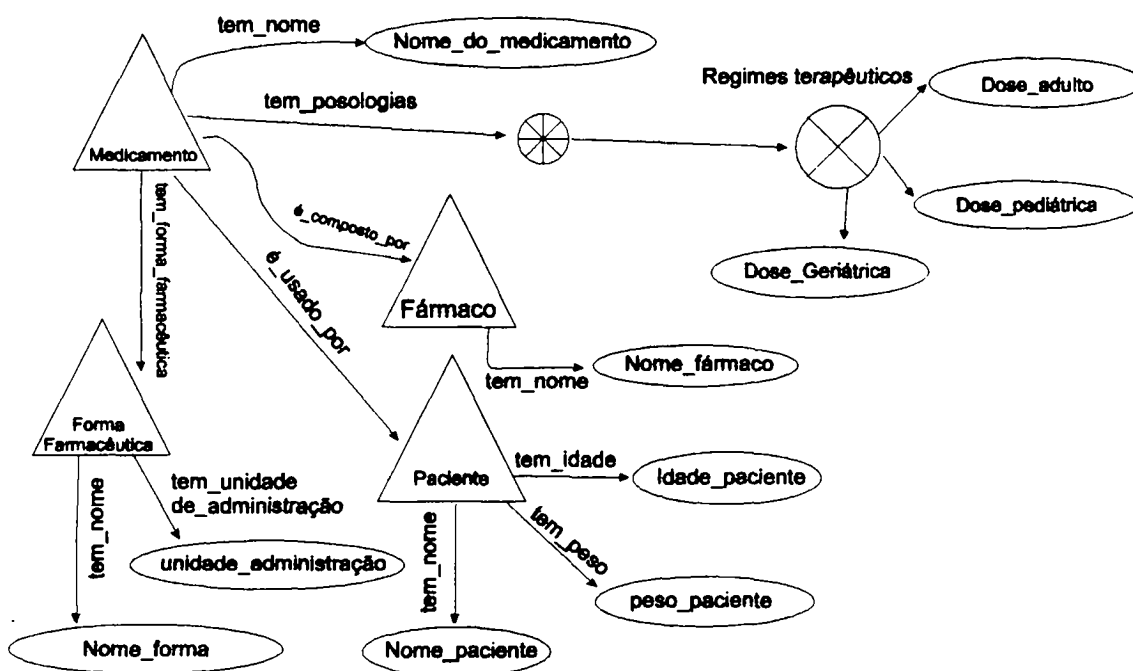 tem_nome
Nome_do_medicamento
Regimes terapêuticos
Dose_adulto
tem_posologias
Medicamento
Dose_pediátrica
é_composto_por
tem_forma_farmacêutica
é_usado_por
Dose_Geriátrica
Fármaco
Nome_fármaco
tem_nome
Forma
Farmacêutica
Paciente
tem_idade
Idade_paciente
tem_unidade
de_administração
tem_nome
tem_nome
tem_peso
unidade_administração
peso_paciente
Nome_forma
Nome_paciente